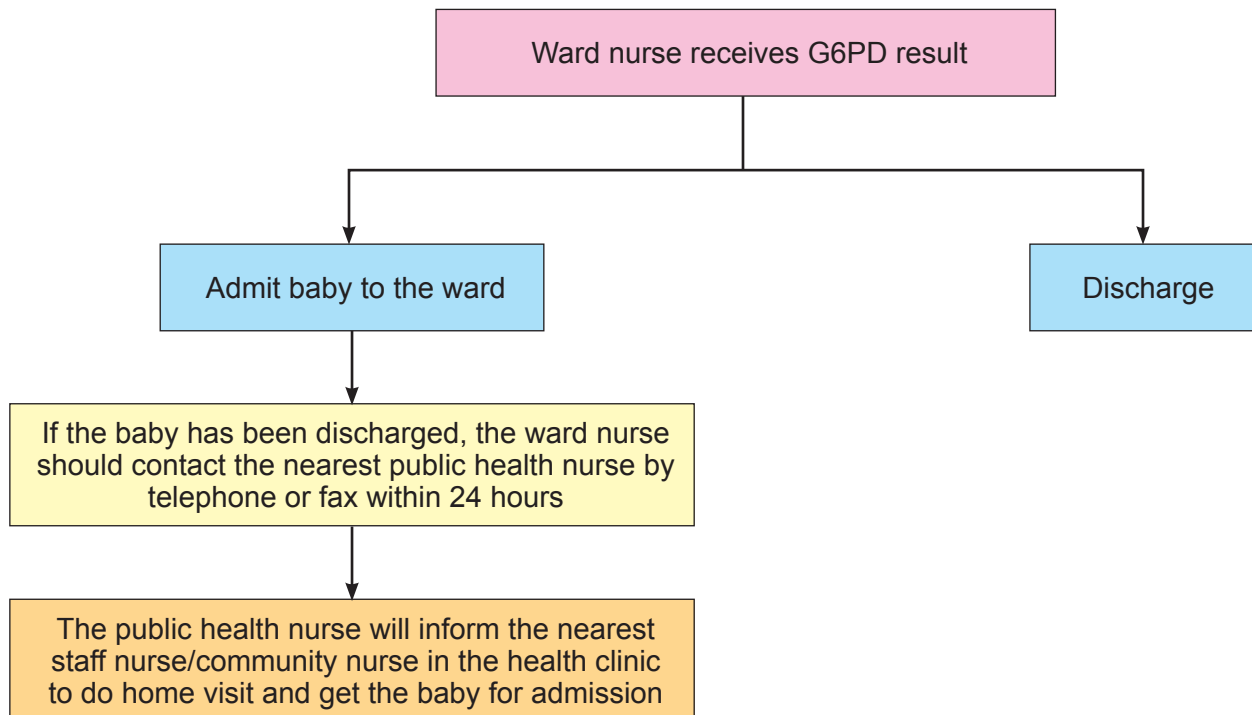 Ward nurse receives G6PD result
Admit baby to the ward
Discharge
If the baby has been discharged, the ward nurse
should contact the nearest public health nurse by
telephone or fax within 24 hours
The public health nurse will inform the nearest
staff nurse/community nurse in the health clinic
to do home visit and get the baby for admission